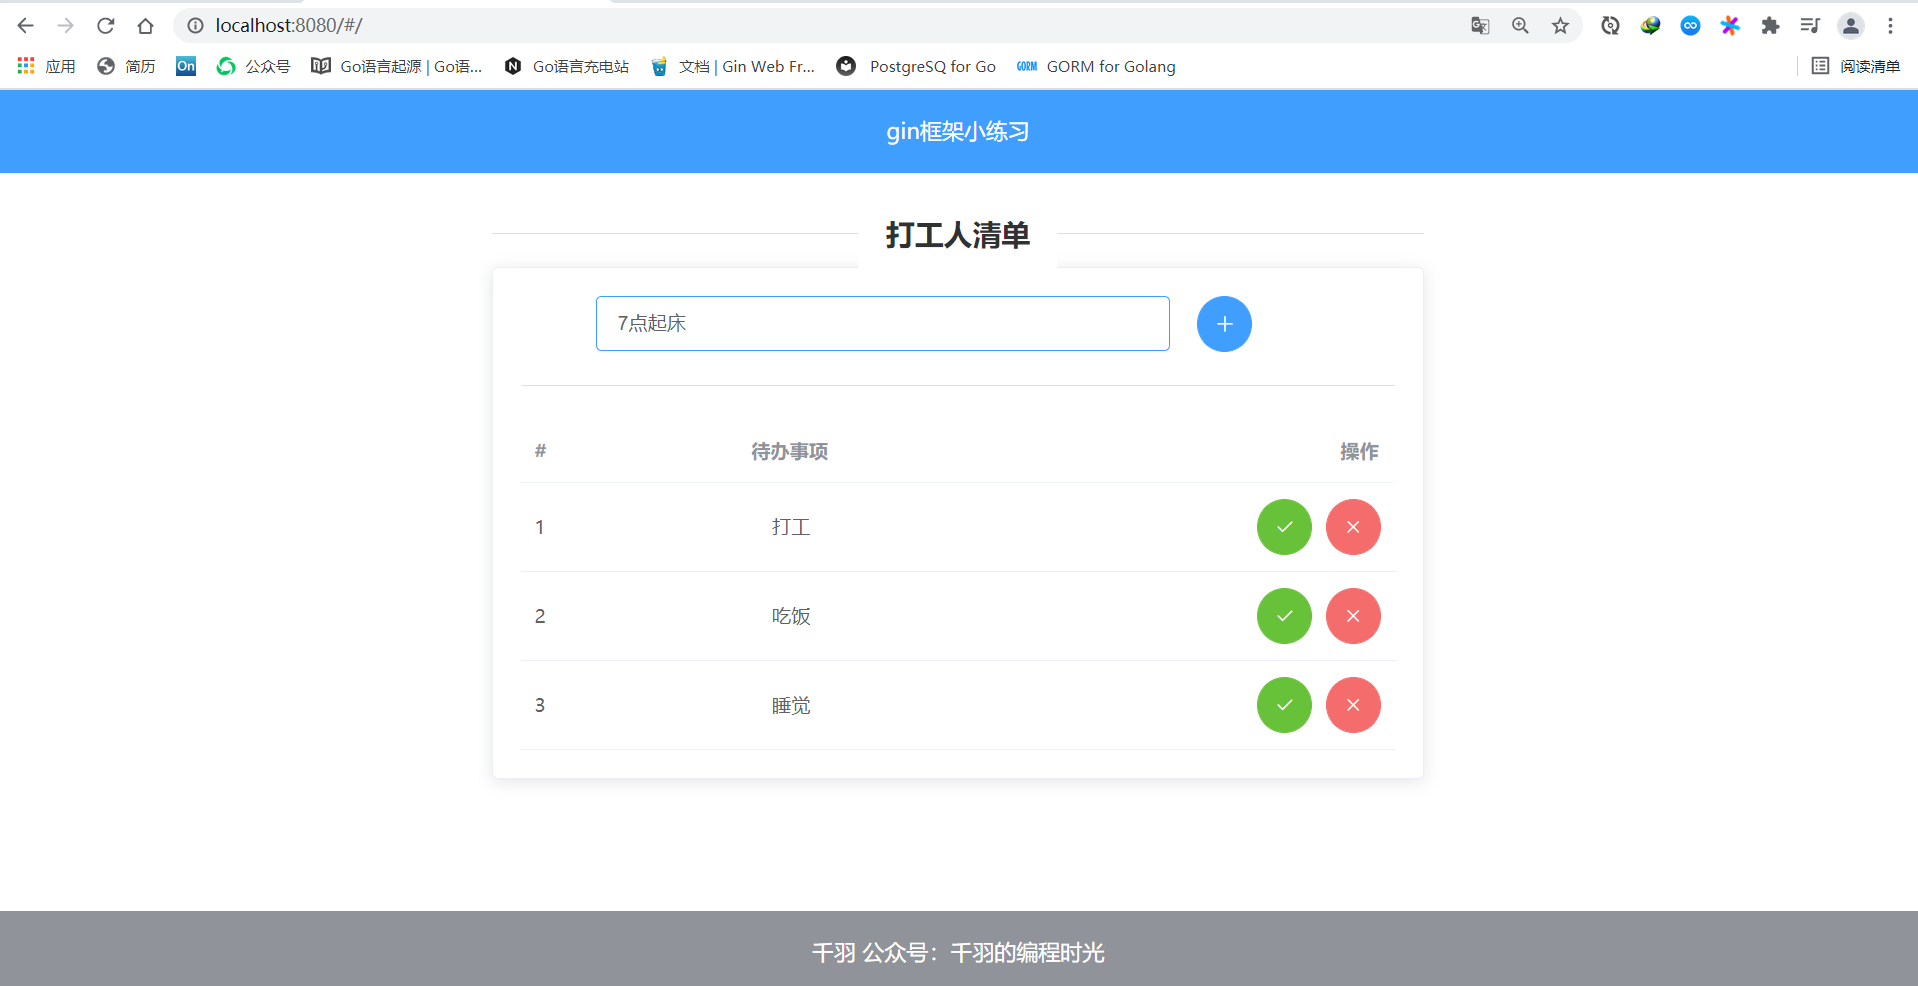 localhost:8080/#/
应用 简历 On 公众号 Go语言起源 | Go语... Go语言充电站 文档 | Gin Web Fr... PostgreSQ for Go GORM GORM for Golang 阅读清单
gin框架小练习
打工人清单
7点起床
# 待办事项 操作
1 打工
2 吃饭
3 睡觉
千羽 公众号：千羽的编程时光